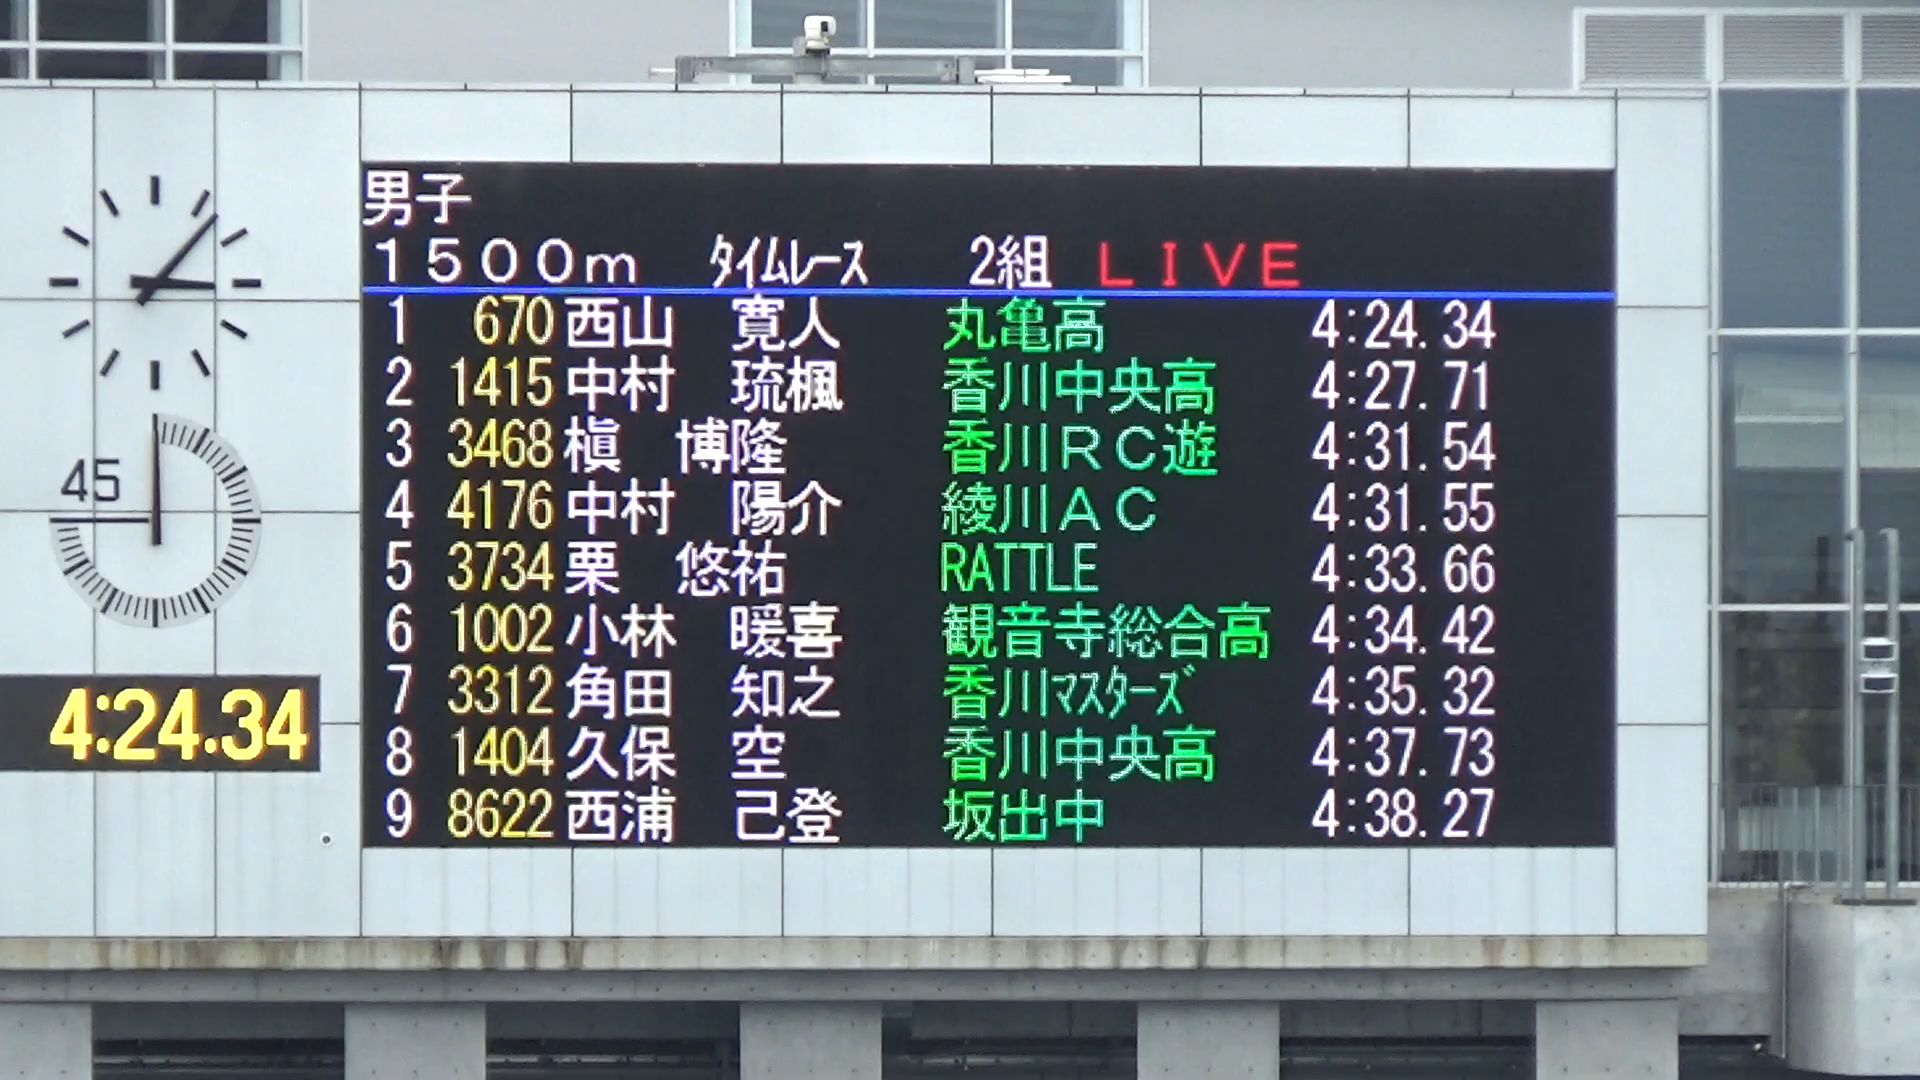 男子
１５００ｍ ﾀｲﾑﾚｰｽ 2組 ＬＩＶＥ
1 670 西山 寛人 丸亀高 4:24.34
2 1415 中村 琉楓 香川中央高 4:27.71
3 3468 槇 博隆 香川ＲＣ遊 4:31.54
4 4176 中村 陽介 綾川ＡＣ 4:31.55
5 3734 栗 悠祐 RATTLE 4:33.66
6 1002 小林 暖喜 観音寺総合高 4:34.42
7 3312 角田 知之 香川ﾏｽﾀｰｽﾞ 4:35.32
8 1404 久保 空 香川中央高 4:37.73
9 8622 西浦 己登 坂出中 4:38.27
45
4:24.34